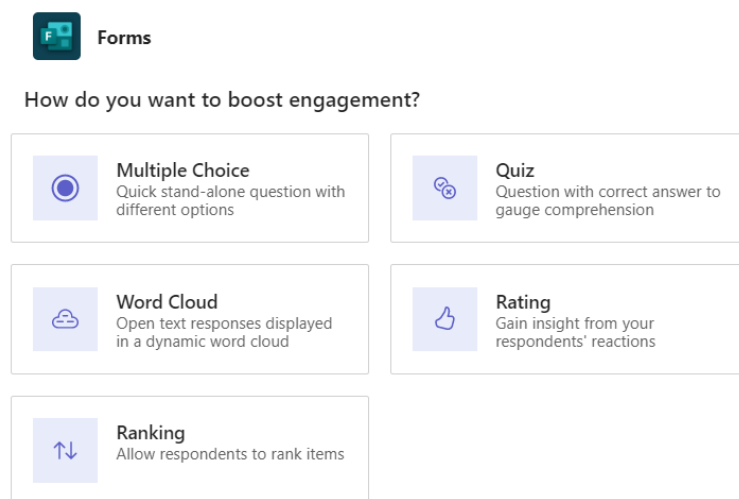 F
Forms
How do you want to boost engagement?
Multiple Choice
Quick stand-alone question with
different options
Quiz
Question with correct answer to
gauge comprehension
Word Cloud
Open text responses displayed
in a dynamic word cloud
Rating
Gain insight from your
respondents' reactions
Ranking
Allow respondents to rank items